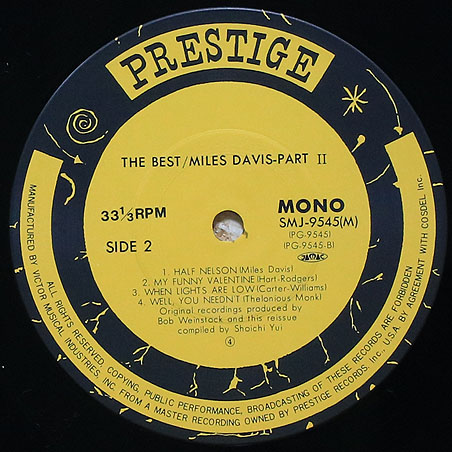 PRESTIGE
THE BEST/MILES DAVIS-PART II
33⅓RPM
SIDE 2
MONO
SMJ-9545(M)
(PG-9545)
(PG-9545-B)
JMAC
1. HALF NELSON(Miles Davis)
2. MY FUNNY VALENTINE(Hart-Rodgers)
3. WHEN LIGHTS ARE LOW(Carter-Williams)
4. WELL, YOU NEEDN'T(Thelonious Monk)
Original recordings produced by
Bob Weinstock and this reissue
compiled by Shoichi Yui
④
MANUFACTURED BY VICTOR MUSICAL INDUSTRIES, INC. FROM A MASTER RECORDING OWNED BY PRESTIGE RECORDS, Inc., U.S.A. BY AGREEMENT WITH COSDEL inc.
ALL RIGHTS RESERVED. COPYING, PUBLIC PERFORMANCE, BROADCASTING OF THESE RECORDS ARE FORBIDDEN